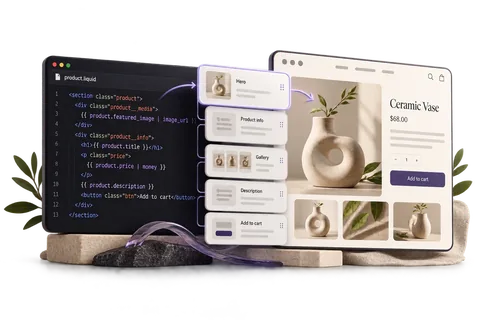 product.liquid
1 <section class="product">
2 <div class="product__media">
3 {{ product.featured_image | image_url }}
4 </div>
5 <div class="product__info">
6 <h1>{{ product.title }}</h1>
7 <p class="price">
8 {{ product.price | money }}
9 </p>
10 {{ product.description }}
11 <button class="btn">Add to cart</button>
12 </div>
13 </section>
Hero
Product info
Gallery
Description
Add to cart
Ceramic Vase
$68.00
- 1 +
Add to cart